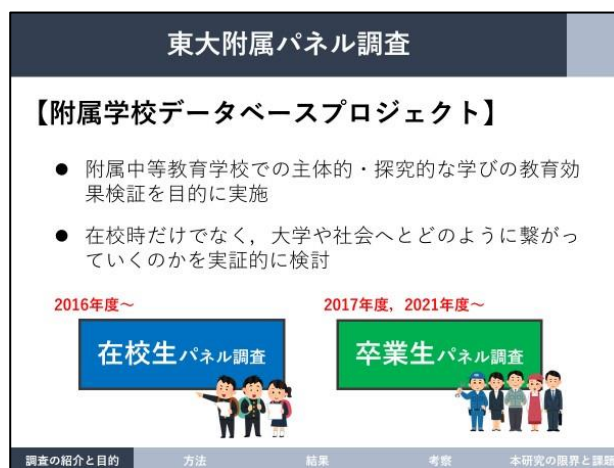 東大附属パネル調査
【附属学校データベースプロジェクト】
● 附属中等教育学校での主体的・探究的な学びの教育効
果検証を目的に実施
● 在校時だけでなく，大学や社会へとどのように繋がっ
ていくのかを実証的に検討
2016年度～
在校生パネル調査
2017年度，2021年度～
卒業生パネル調査
調査の紹介と目的 方法 結果 考察 本研究の限界と課題